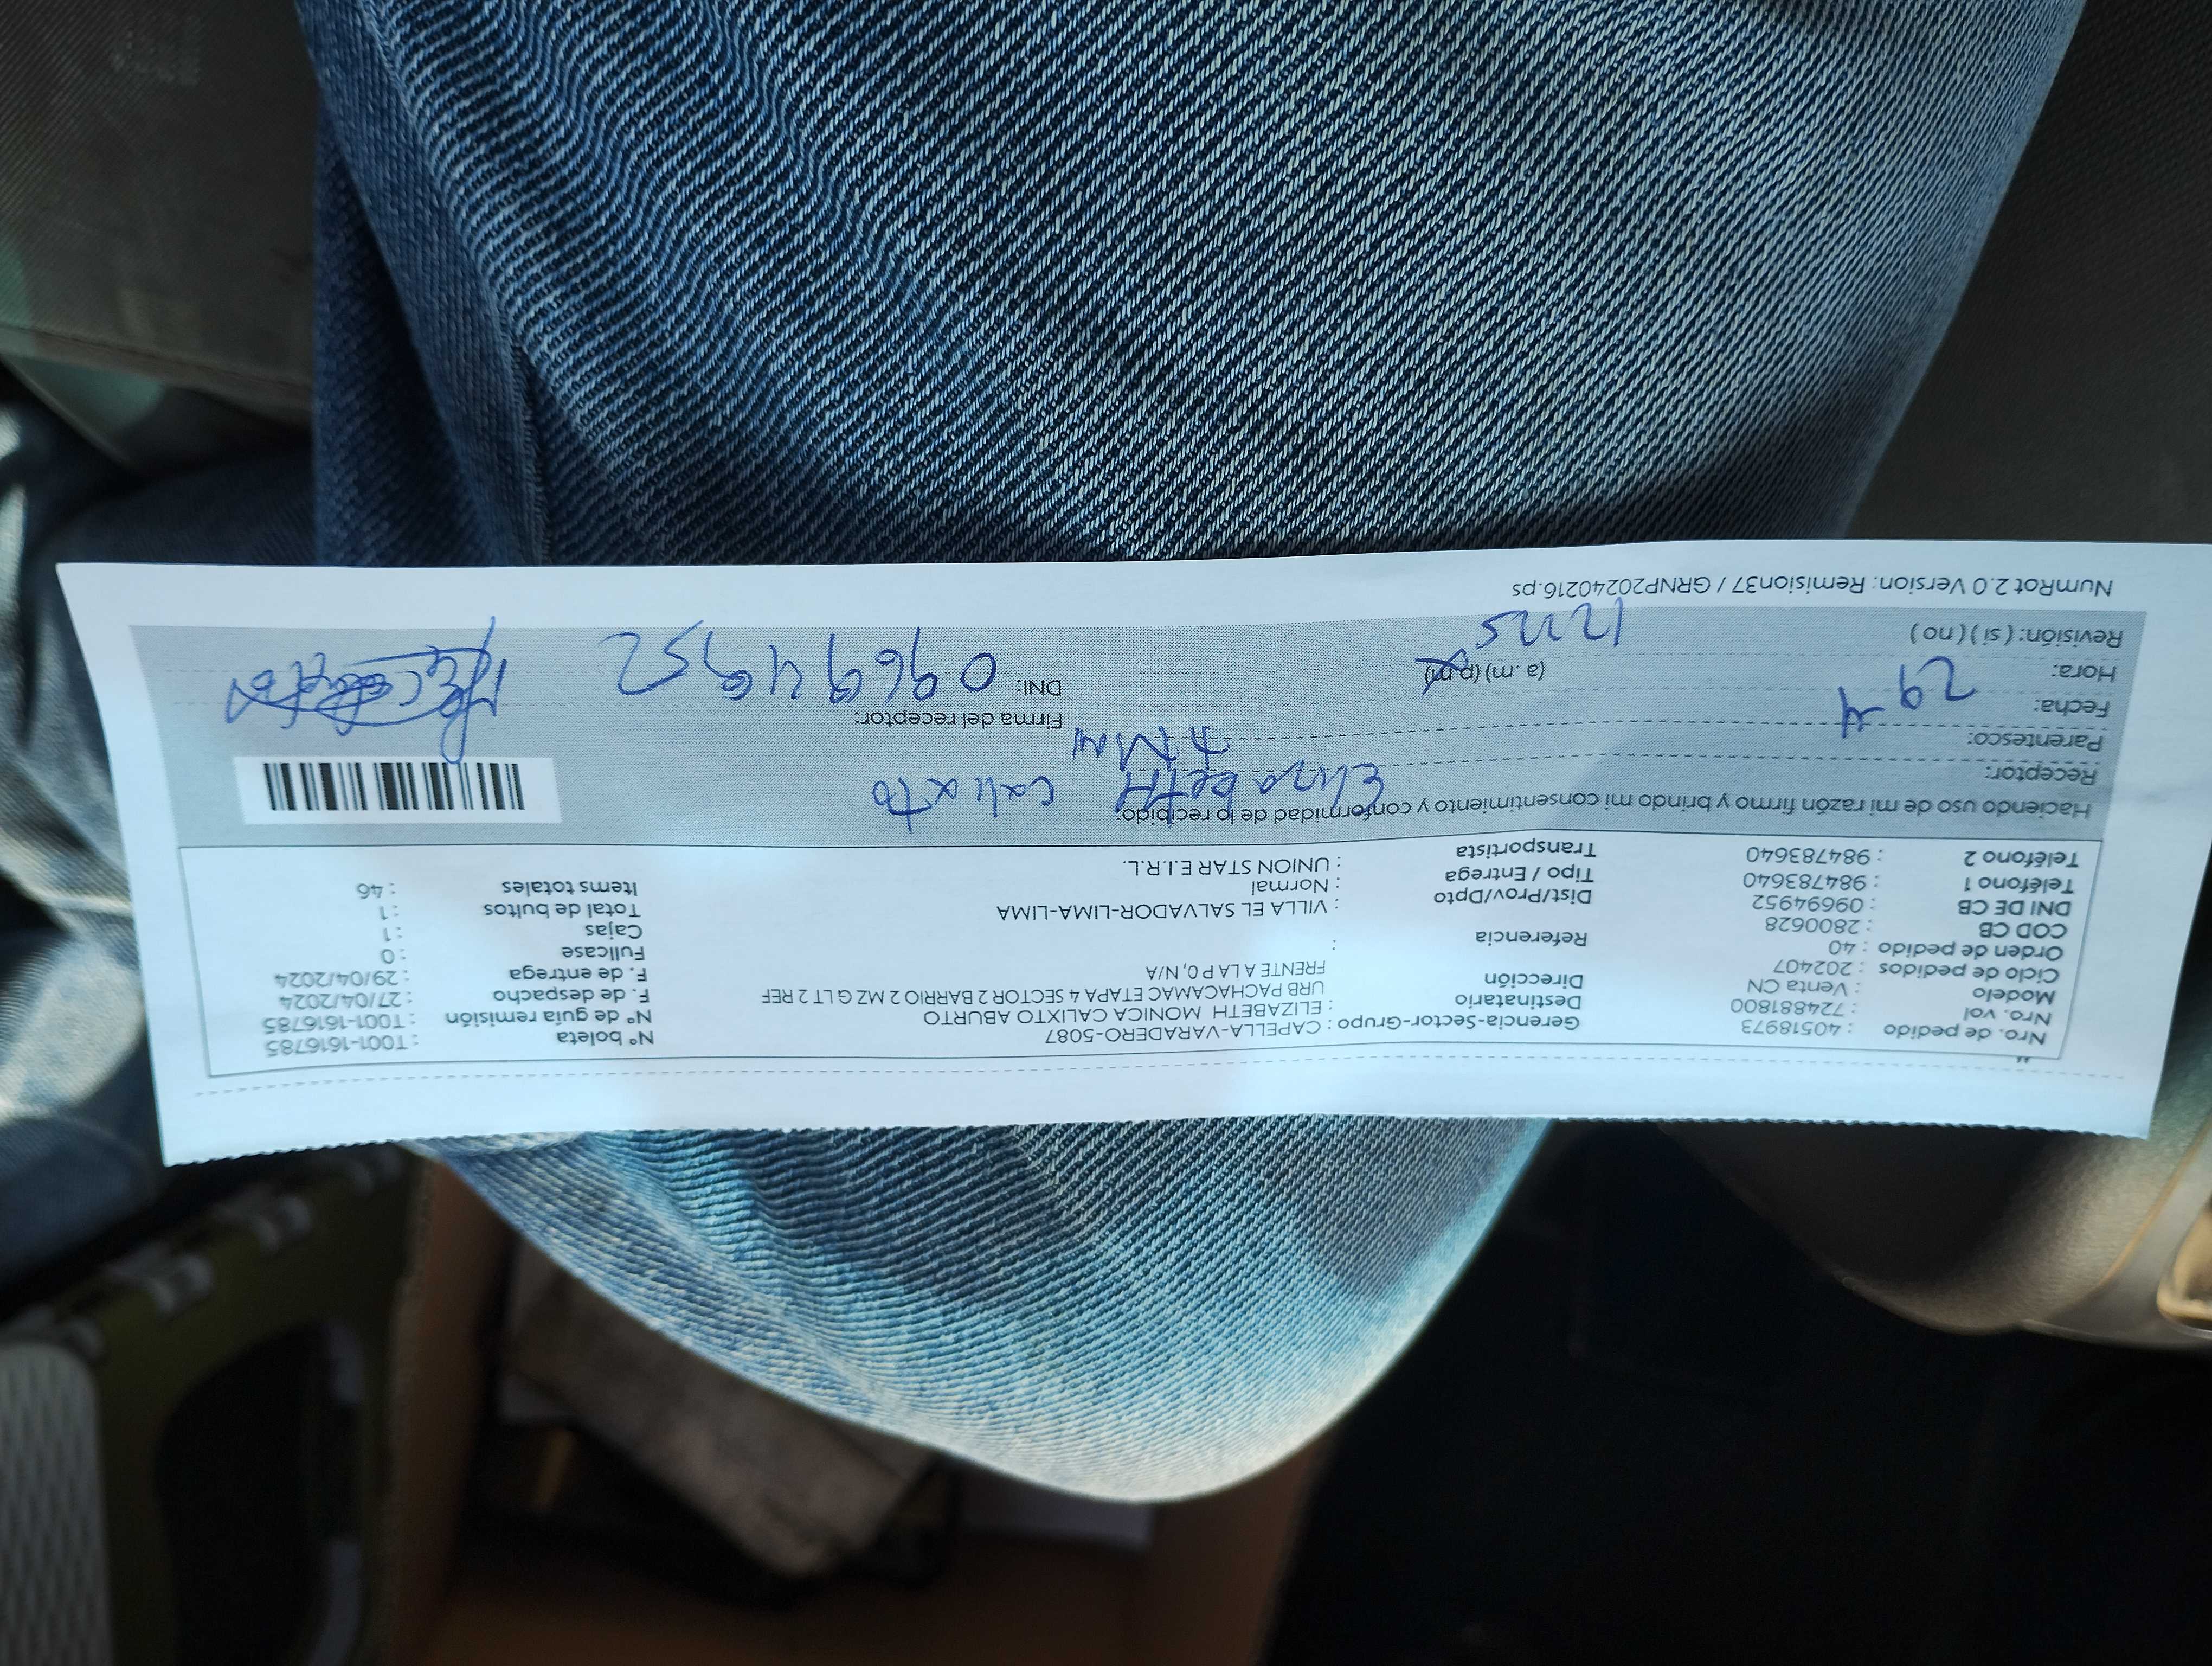 Nro. de pedido : 40518973 Gerencia-Sector-Grupo : CAPELLA-VARADERO-5087 N° boleta : T001-1616785
Nro. vol : 724881800 Destinatario : ELIZABETH MONICA CALIXTO ABURTO N° de guía remisión : T001-1616785
Modelo : Venta CN Dirección URB PACHACAMAC ETAPA 4 SECTOR 2 BARRIO 2 MZ G LT 2 REF F. de despacho : 27/04/2024
Ciclo de pedidos : 202407 FRENTE A LA P 0, N/A F. de entrega : 29/04/2024
Orden de pedido : 40 Referencia : Fullcase : 0
COD CB : 2800628 Cajas : 1
DNI DE CB : 09694952 Dist/Prov/Dpto : VILLA EL SALVADOR-LIMA-LIMA Total de bultos : 1
Teléfono 1 : 984783640 Tipo / Entrega : Normal Items totales : 46
Teléfono 2 : 984783640 Transportista : UNION STAR E.I.R.L.
Haciendo uso de mi razón firmo y brindo mi consentimiento y conformidad de lo recibido:
Receptor: Elizabeth Calixto
Parentesco:
Fecha: 29-4 Firma del receptor:
Hora: (a .m) (p.m) DNI: 09694952
Revisión: ( si ) ( no )
NumRot 2.0 Version: Remision37 / GRNP20240216.ps